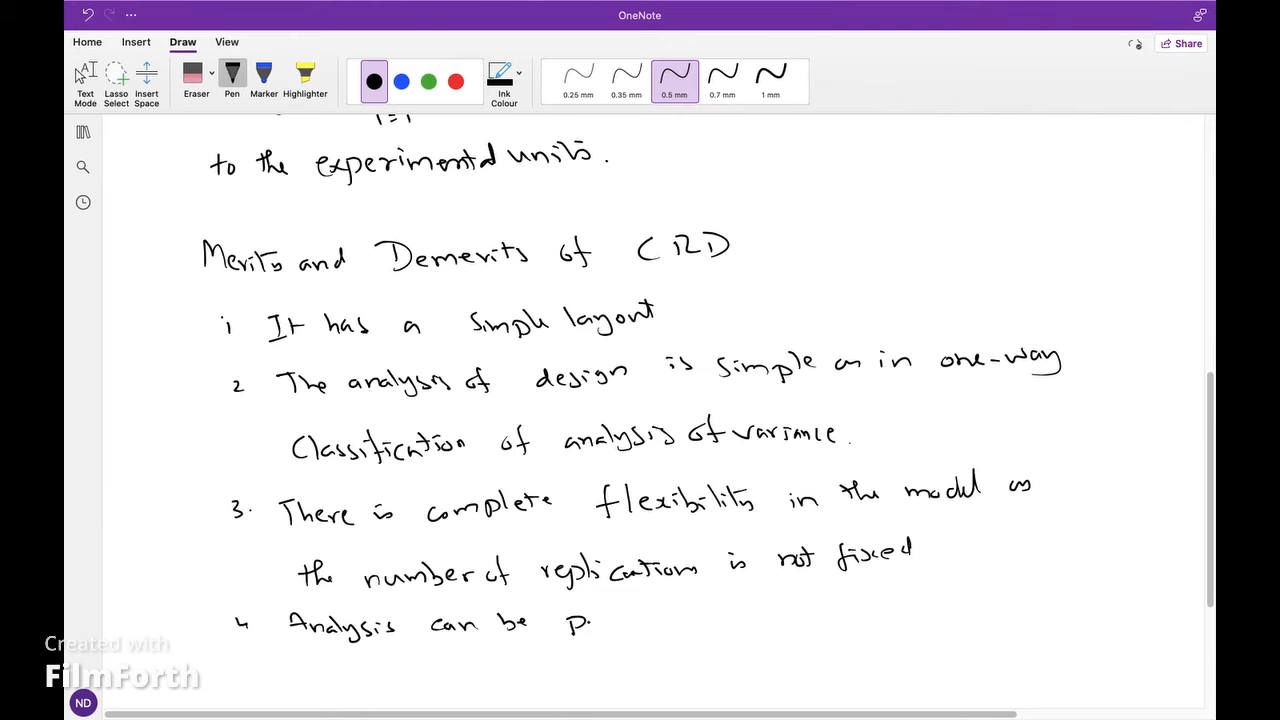 OneNote
Home Insert Draw View
Share
Text Mode
Lasso Select
Insert Space
Eraser
Pen
Marker
Highlighter
Ink Colour
0.25 mm
0.35 mm
0.5 mm
0.7 mm
1 mm
i=1
to the experimental units.
Merits and Demerits of CRD
1 It has a simple layout
2 The analysis of design is simple as in one-way
Classification of analysis of variance.
3. There is complete flexibility in the model as
the number of replications is not fixed
4 Analysis can be p
Created with
FilmForth
ND